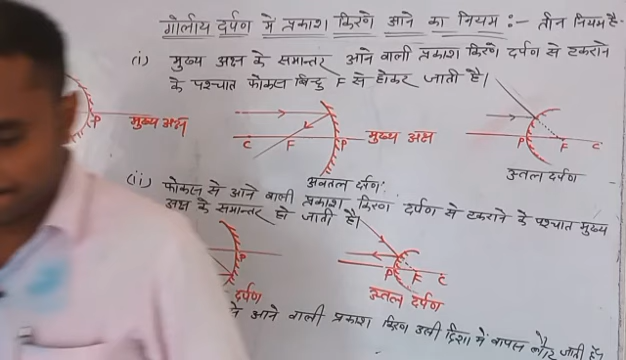 गोलीय दर्पण में प्रकाश किरणे आने का नियम :- तीन नियम है-
(i) मुख्य अक्ष के समान्तर आने वाली प्रकाश किरणे दर्पण से टकराने
के पश्चात फोकस बिन्दु F से होकर जाती है।
P मुख्य अक्ष
C F P मुख्य अक्ष
अवतल दर्पण
P F C
उत्तल दर्पण
(ii) फोकस से आने वाली प्रकाश किरण दर्पण से टकराने के पश्चात मुख्य
अक्ष के समान्तर हो जाती है।
दर्पण
P F C
उत्तल दर्पण
आने वाली प्रकाश किरण उसी दिशा में वापस लौट जाती है